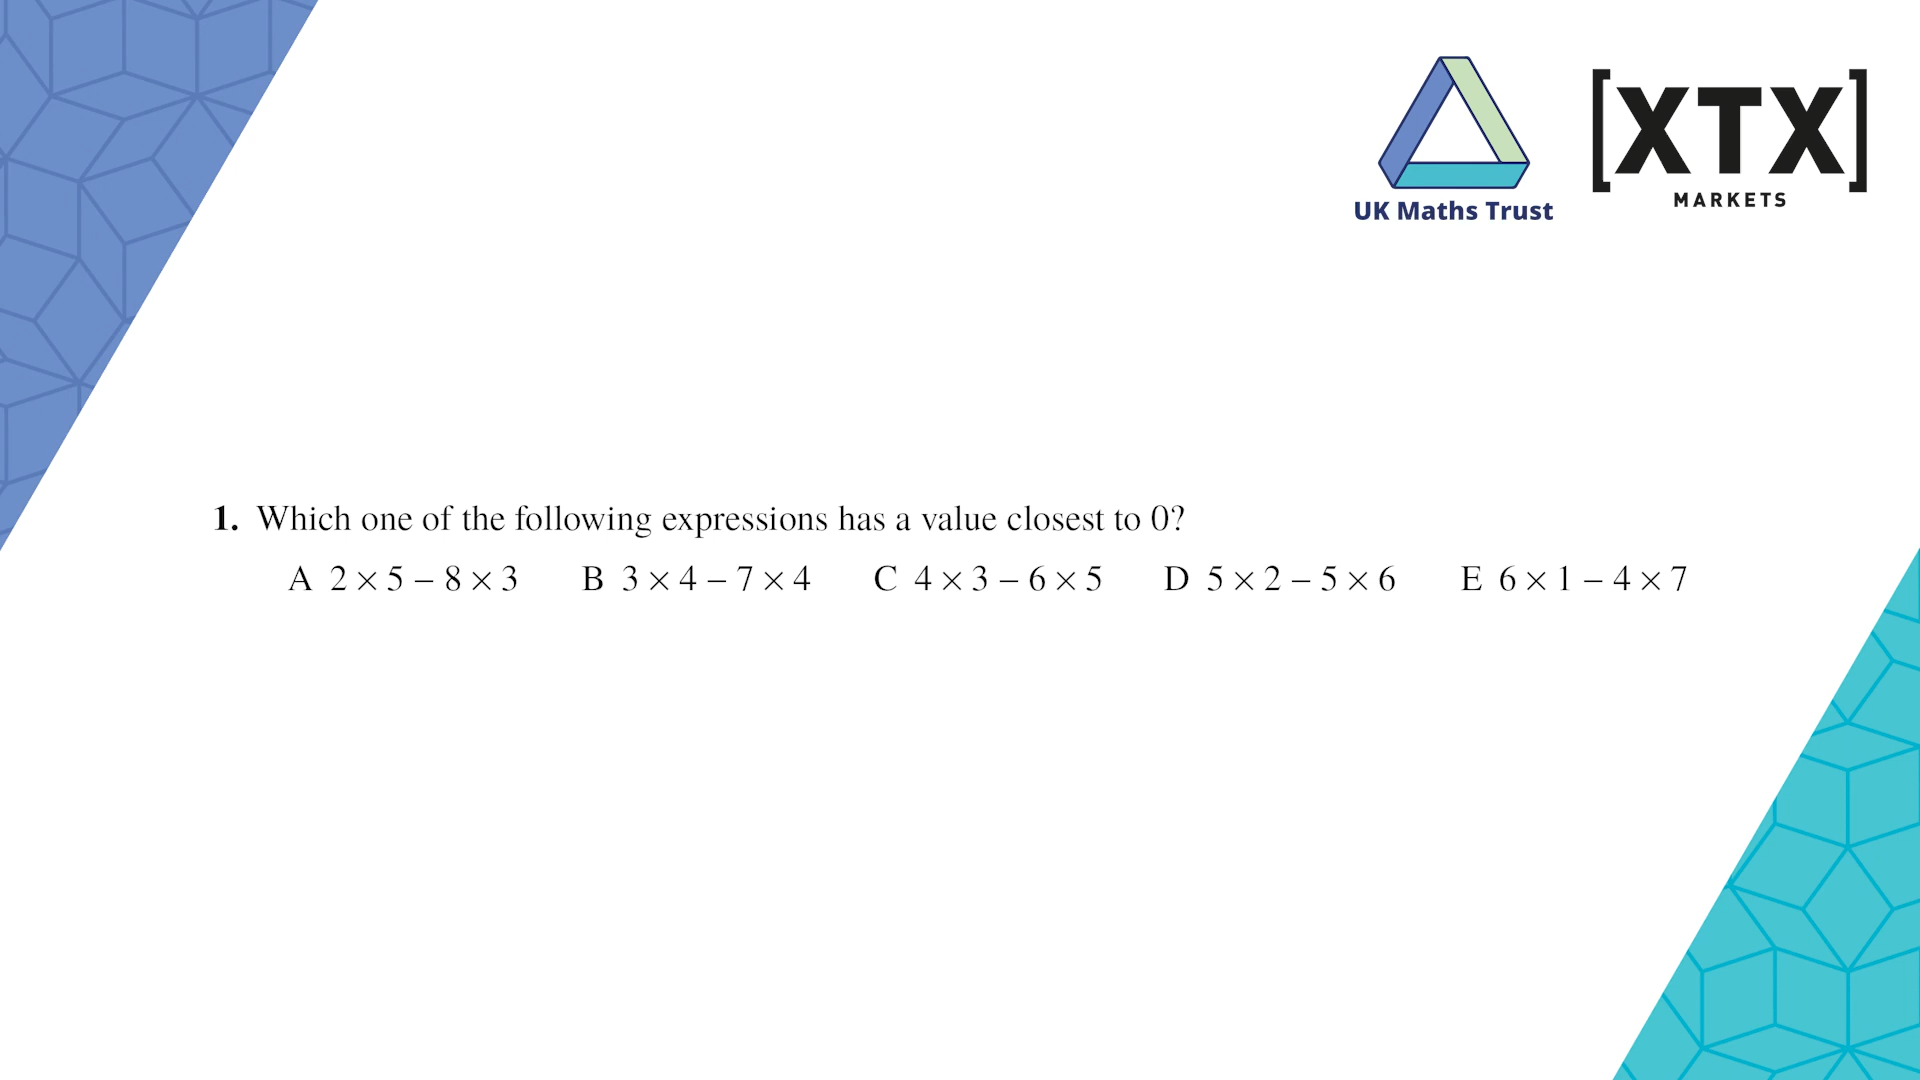 UK Maths Trust
[XTX]
MARKETS
1. Which one of the following expressions has a value closest to 0?
A 2 × 5 – 8 × 3 B 3 × 4 – 7 × 4 C 4 × 3 – 6 × 5 D 5 × 2 – 5 × 6 E 6 × 1 – 4 × 7